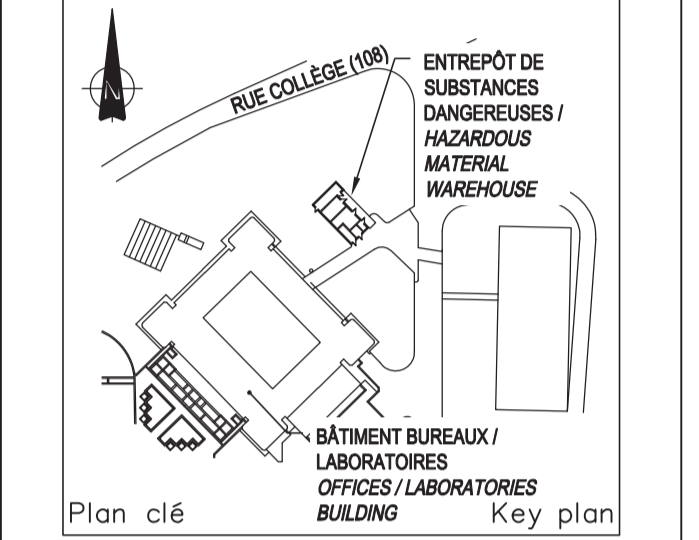 N
RUE COLLÈGE (108)
ENTREPÔT DE
SUBSTANCES
DANGEREUSES /
HAZARDOUS
MATERIAL
WAREHOUSE
BÂTIMENT BUREAUX /
LABORATOIRES
OFFICES / LABORATORIES
BUILDING
Plan clé
Key plan